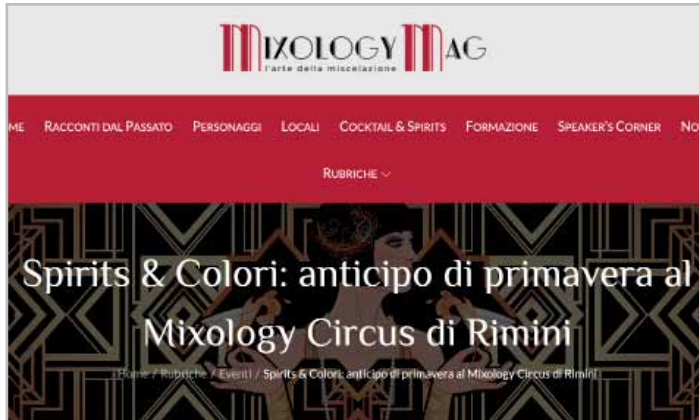 MIXOLOGY MAG
l'arte della miscelazione
ME RACCONTI DAL PASSATO PERSONAGGI LOCALI COCKTAIL & SPIRITS FORMAZIONE SPEAKER'S CORNER NO
RUBRICHE
Spirits & Colori: anticipo di primavera al
Mixology Circus di Rimini
Home / Rubriche / Eventi / Spirits & Colori: anticipo di primavera al Mixology Circus di Rimini